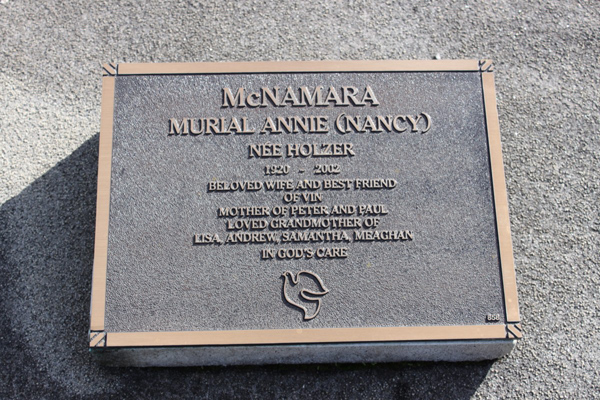 McNAMARA
MURIAL ANNIE (NANCY)
NEE HOLZER
1920 - 2002
BELOVED WIFE AND BEST FRIEND
OF VIN
MOTHER OF PETER AND PAUL
LOVED GRANDMOTHER OF
LISA, ANDREW, SAMANTHA, MEAGHAN
IN GOD'S CARE